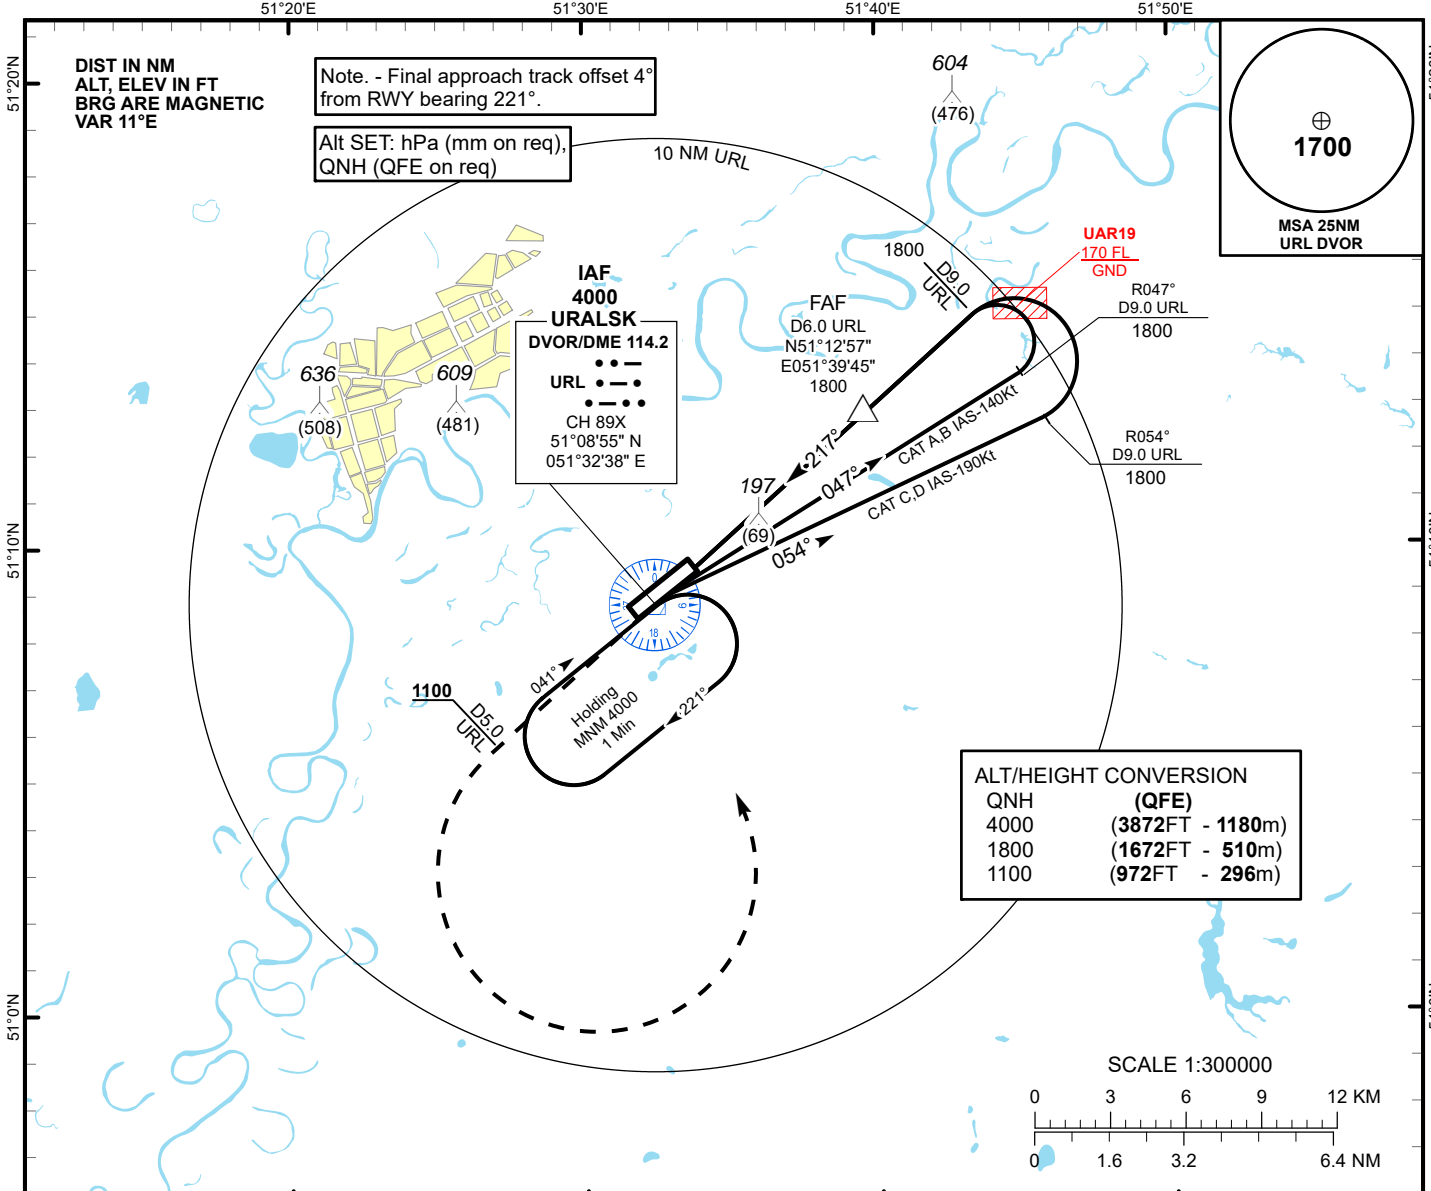 51°20'E
51°30'E
51°40'E
51°50'E
51°20'N
51°10'N
51°0'N
DIST IN NM
ALT, ELEV IN FT
BRG ARE MAGNETIC
VAR 11°E
Note. - Final approach track offset 4°
from RWY bearing 221°.
Alt SET: hPa (mm on req),
QNH (QFE on req)
10 NM URL
604
(476)
1700
MSA 25NM
URL DVOR
UAR19
170 FL
GND
R047°
D9.0 URL
1800
1800
D9.0
URL
IAF
4000
URALSK
DVOR/DME 114.2
URL
CH 89X
51°08'55" N
051°32'38" E
FAF
D6.0 URL
N51°12'57"
E051°39'45"
1800
636
(508)
609
(481)
R054°
D9.0 URL
1800
217°
047°
CAT A,B IAS-140Kt
CAT C,D IAS-190Kt
054°
197
(69)
0
9
18
27
041°
221°
Holding
MNM 4000
1 Min
1100
D5.0
URL
ALT/HEIGHT CONVERSION
QNH (QFE)
4000 (3872FT - 1180m)
1800 (1672FT - 510m)
1100 (972FT - 296m)
SCALE 1:300000
0 3 6 9 12 KM
0 1.6 3.2 6.4 NM